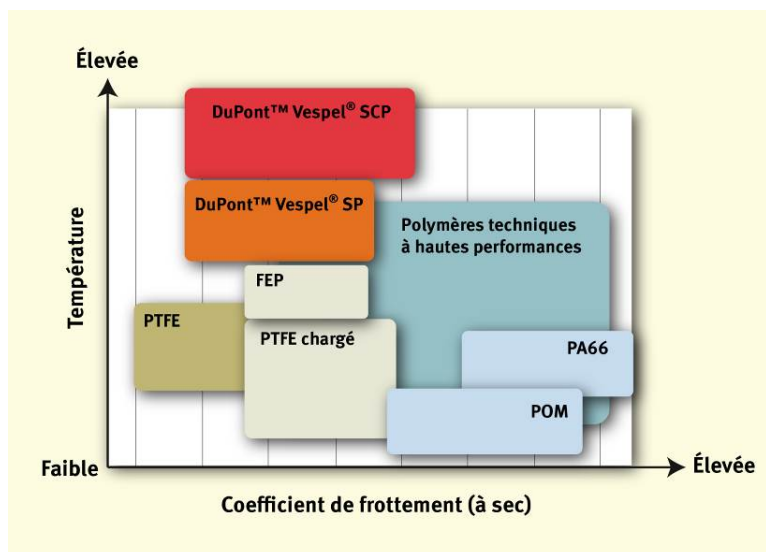 Élevée
DuPont™ Vespel® SCP
DuPont™ Vespel® SP
Polymères techniques
à hautes performances
FEP
PTFE
PTFE chargé
PA66
POM
Température
Faible
Élevée
Coefficient de frottement (à sec)